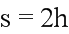 s = 2h